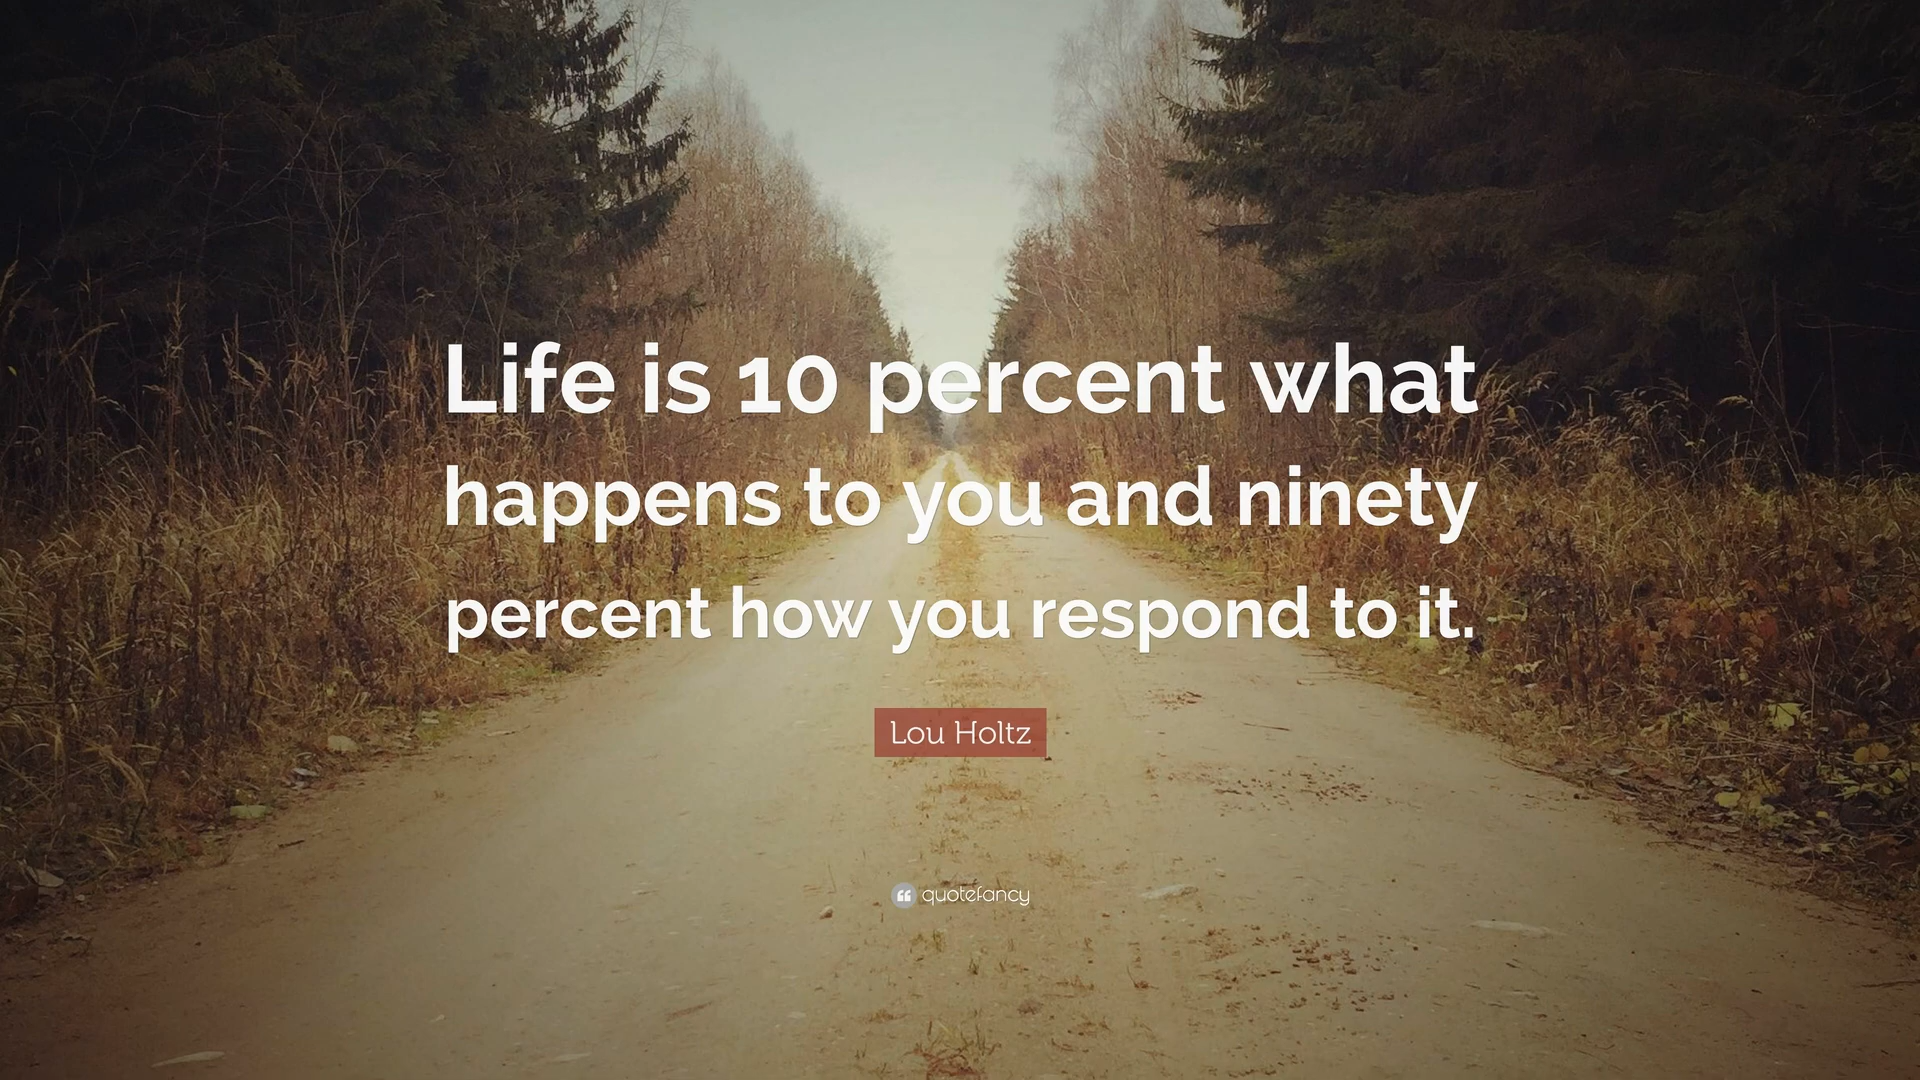 Life is 10 percent what
happens to you and ninety
percent how you respond to it.
Lou Holtz
quotefancy